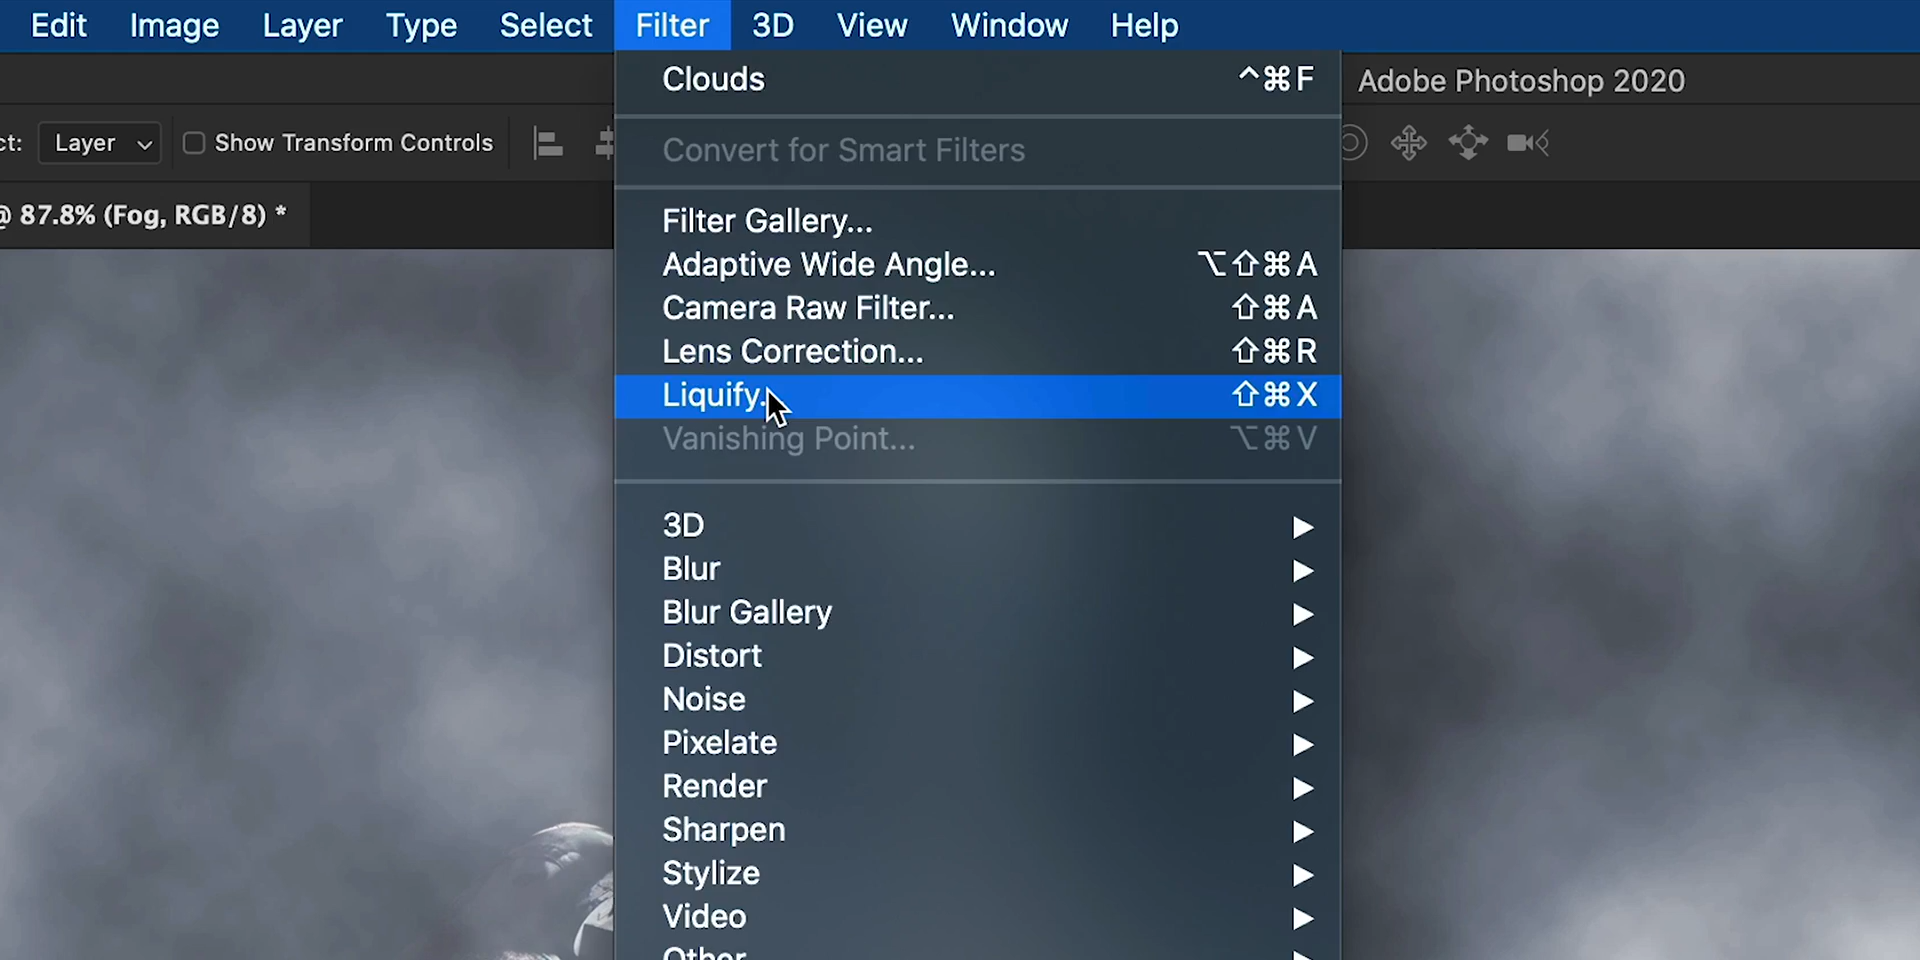 Edit Image Layer Type Select Filter 3D View Window Help
Clouds ^⌘F
Adobe Photoshop 2020
ct: Layer Show Transform Controls
Convert for Smart Filters
@ 87.8% (Fog, RGB/8) *
Filter Gallery...
Adaptive Wide Angle... ⌥⇧⌘A
Camera Raw Filter... ⇧⌘A
Lens Correction... ⇧⌘R
Liquify. ⇧⌘X
Vanishing Point... ⌥⌘V
3D
Blur
Blur Gallery
Distort
Noise
Pixelate
Render
Sharpen
Stylize
Video
Other